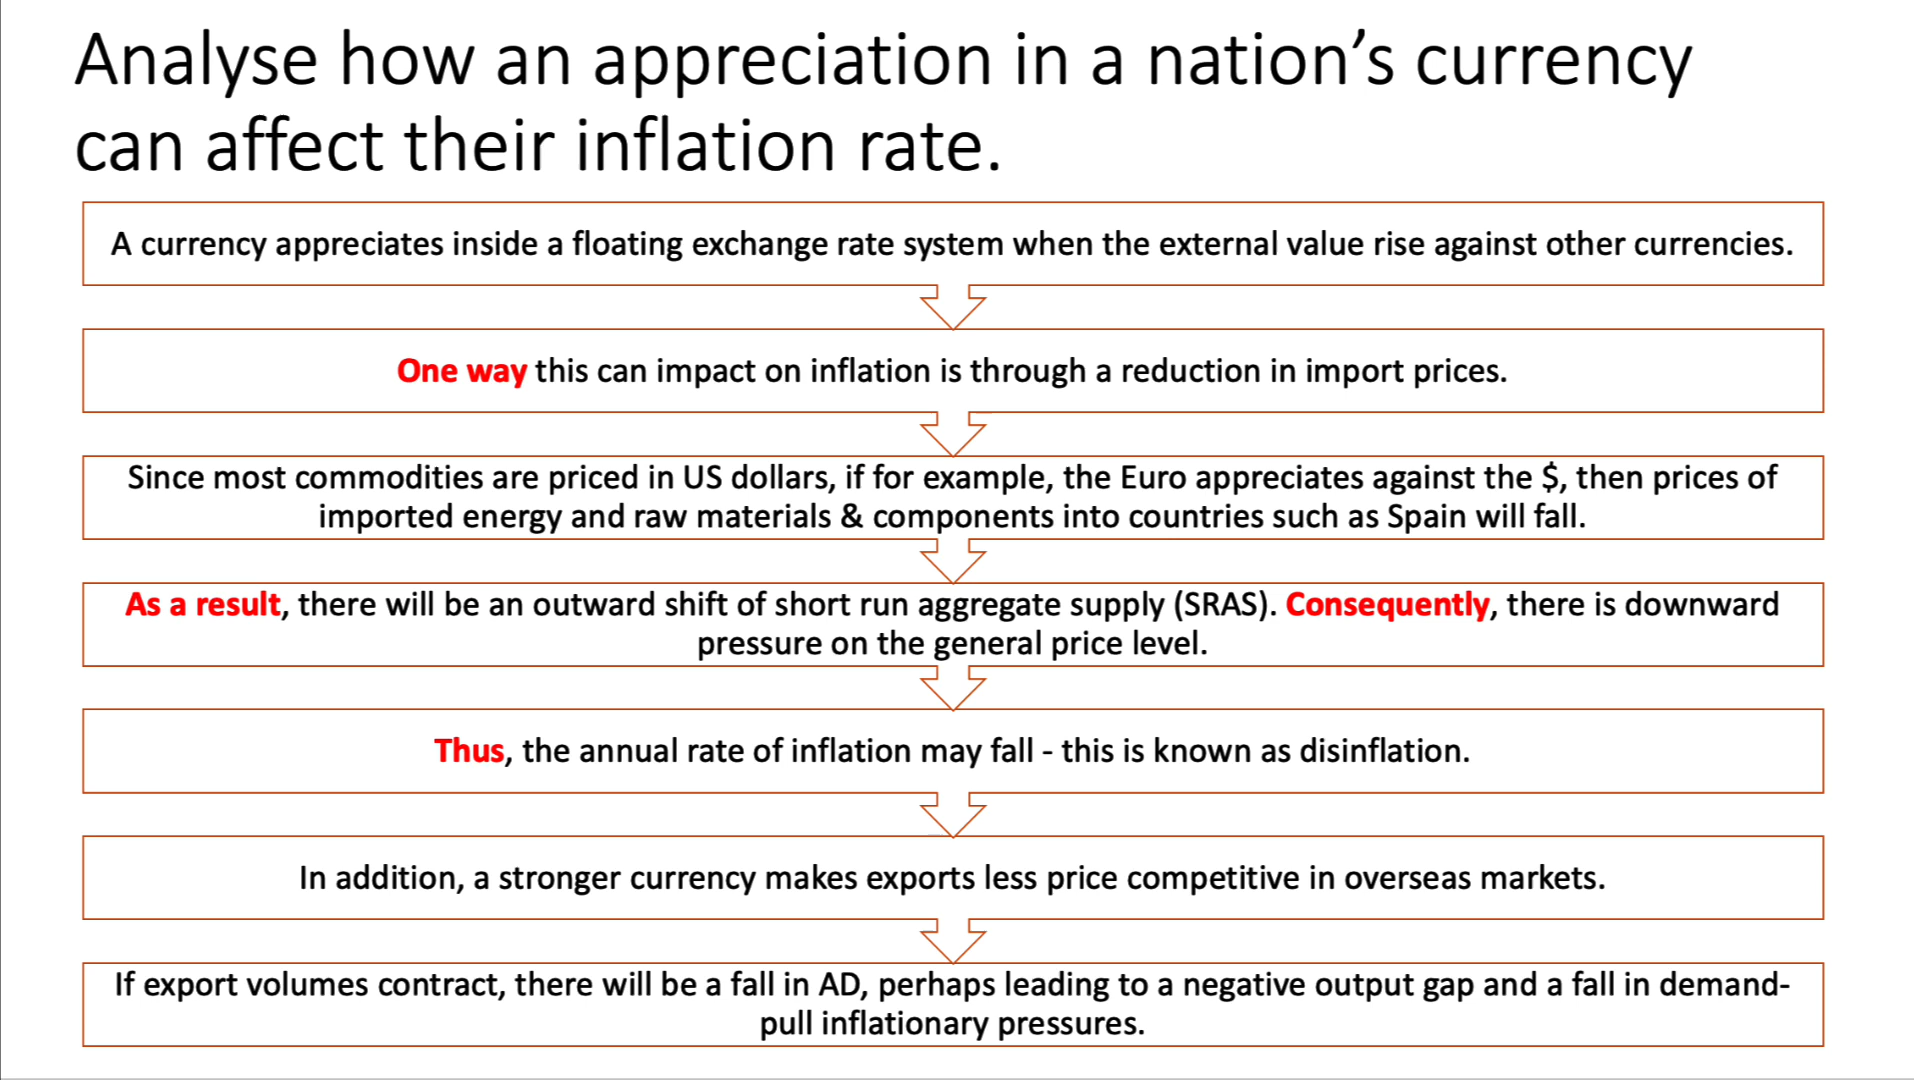 Analyse how an appreciation in a nation’s currency
can affect their inflation rate.
A currency appreciates inside a floating exchange rate system when the external value rise against other currencies.
One way this can impact on inflation is through a reduction in import prices.
Since most commodities are priced in US dollars, if for example, the Euro appreciates against the $, then prices of
imported energy and raw materials & components into countries such as Spain will fall.
As a result, there will be an outward shift of short run aggregate supply (SRAS). Consequently, there is downward
pressure on the general price level.
Thus, the annual rate of inflation may fall - this is known as disinflation.
In addition, a stronger currency makes exports less price competitive in overseas markets.
If export volumes contract, there will be a fall in AD, perhaps leading to a negative output gap and a fall in demand-
pull inflationary pressures.